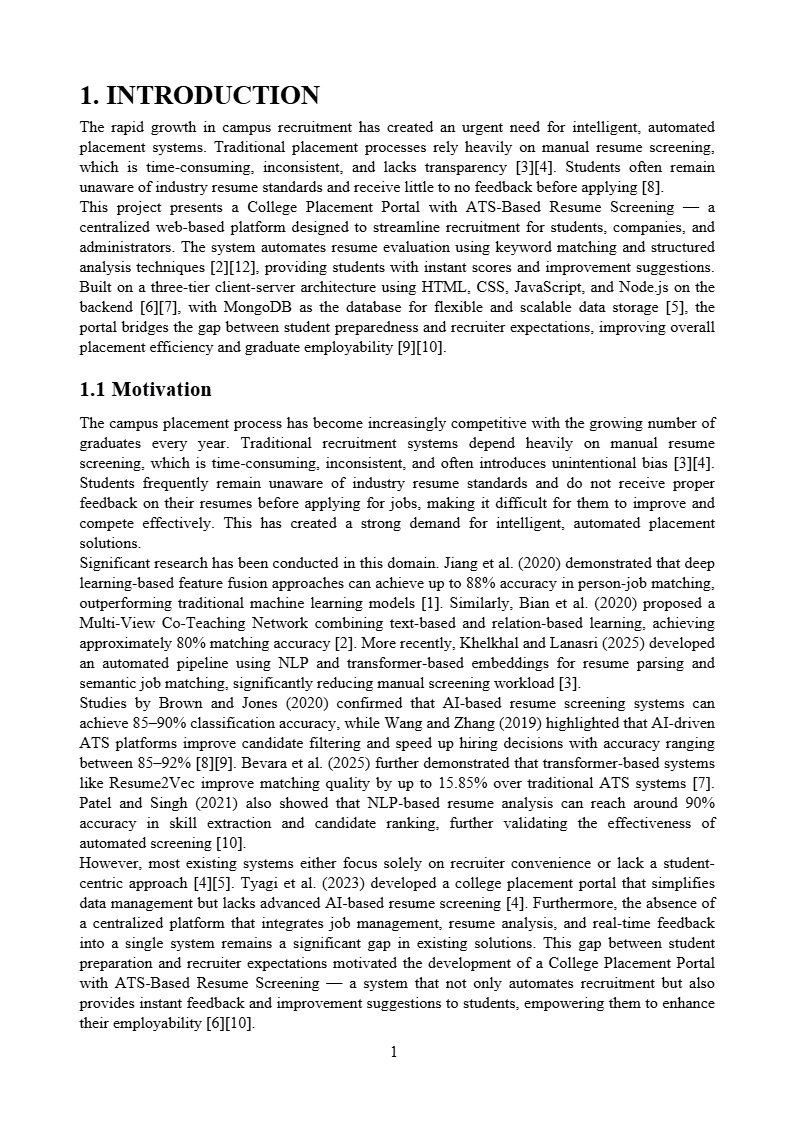 1. INTRODUCTION
The rapid growth in campus recruitment has created an urgent need for intelligent, automated
placement systems. Traditional placement processes rely heavily on manual resume screening,
which is time-consuming, inconsistent, and lacks transparency [3][4]. Students often remain
unaware of industry resume standards and receive little to no feedback before applying [8].
This project presents a College Placement Portal with ATS-Based Resume Screening — a
centralized web-based platform designed to streamline recruitment for students, companies, and
administrators. The system automates resume evaluation using keyword matching and structured
analysis techniques [2][12], providing students with instant scores and improvement suggestions.
Built on a three-tier client-server architecture using HTML, CSS, JavaScript, and Node.js on the
backend [6][7], with MongoDB as the database for flexible and scalable data storage [5], the
portal bridges the gap between student preparedness and recruiter expectations, improving overall
placement efficiency and graduate employability [9][10].
1.1 Motivation
The campus placement process has become increasingly competitive with the growing number of
graduates every year. Traditional recruitment systems depend heavily on manual resume
screening, which is time-consuming, inconsistent, and often introduces unintentional bias [3][4].
Students frequently remain unaware of industry resume standards and do not receive proper
feedback on their resumes before applying for jobs, making it difficult for them to improve and
compete effectively. This has created a strong demand for intelligent, automated placement
solutions.
Significant research has been conducted in this domain. Jiang et al. (2020) demonstrated that deep
learning-based feature fusion approaches can achieve up to 88% accuracy in person-job matching,
outperforming traditional machine learning models [1]. Similarly, Bian et al. (2020) proposed a
Multi-View Co-Teaching Network combining text-based and relation-based learning, achieving
approximately 80% matching accuracy [2]. More recently, Khelkhal and Lanasri (2025) developed
an automated pipeline using NLP and transformer-based embeddings for resume parsing and
semantic job matching, significantly reducing manual screening workload [3].
Studies by Brown and Jones (2020) confirmed that AI-based resume screening systems can
achieve 85–90% classification accuracy, while Wang and Zhang (2019) highlighted that AI-driven
ATS platforms improve candidate filtering and speed up hiring decisions with accuracy ranging
between 85–92% [8][9]. Bevara et al. (2025) further demonstrated that transformer-based systems
like Resume2Vec improve matching quality by up to 15.85% over traditional ATS systems [7].
Patel and Singh (2021) also showed that NLP-based resume analysis can reach around 90%
accuracy in skill extraction and candidate ranking, further validating the effectiveness of
automated screening [10].
However, most existing systems either focus solely on recruiter convenience or lack a student-
centric approach [4][5]. Tyagi et al. (2023) developed a college placement portal that simplifies
data management but lacks advanced AI-based resume screening [4]. Furthermore, the absence of
a centralized platform that integrates job management, resume analysis, and real-time feedback
into a single system remains a significant gap in existing solutions. This gap between student
preparation and recruiter expectations motivated the development of a College Placement Portal
with ATS-Based Resume Screening — a system that not only automates recruitment but also
provides instant feedback and improvement suggestions to students, empowering them to enhance
their employability [6][10].
1